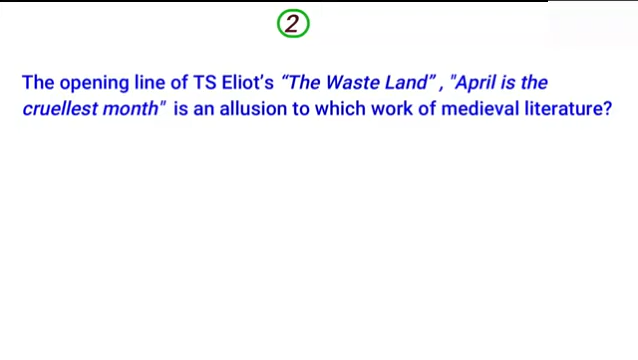 2
The opening line of TS Eliot's “The Waste Land” , "April is the
cruellest month" is an allusion to which work of medieval literature?